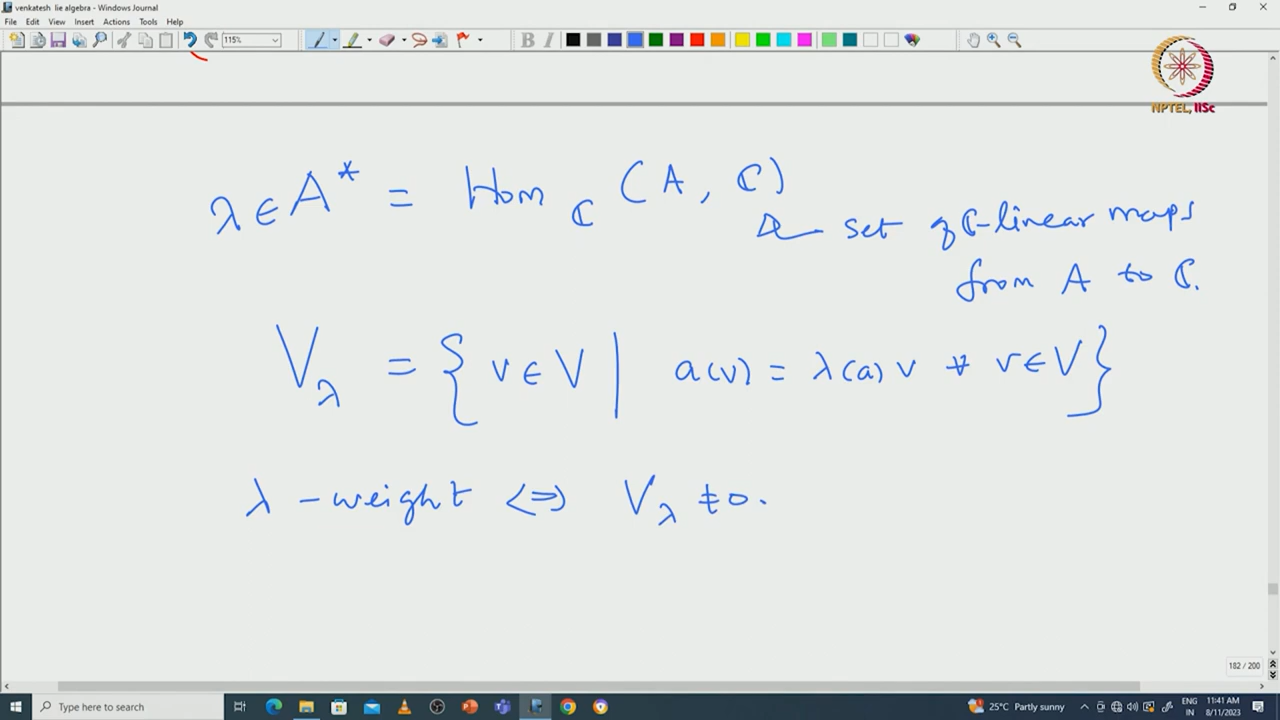 venkatesh lie algebra - Windows Journal
File Edit View Insert Actions Tools Help
115%
NPTEL, IISc
λ ∈ A* = Hom_ℂ (A, ℂ)
set of ℂ-linear maps
from A to ℂ.
V_λ = { v ∈ V | a(v) = λ(a) v ∀ v ∈ V }
λ - weight ⟺ V_λ ≠ 0.
182 / 200
Type here to search
25°C Partly sunny
ENG
IN
11:41 AM
8/11/2023